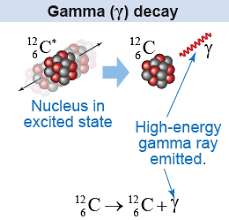 Gamma (γ) decay
¹²₆C* ¹²₆C γ
Nucleus in
excited state
High-energy
gamma ray
emitted.
¹²₆C → ¹²₆C + γ